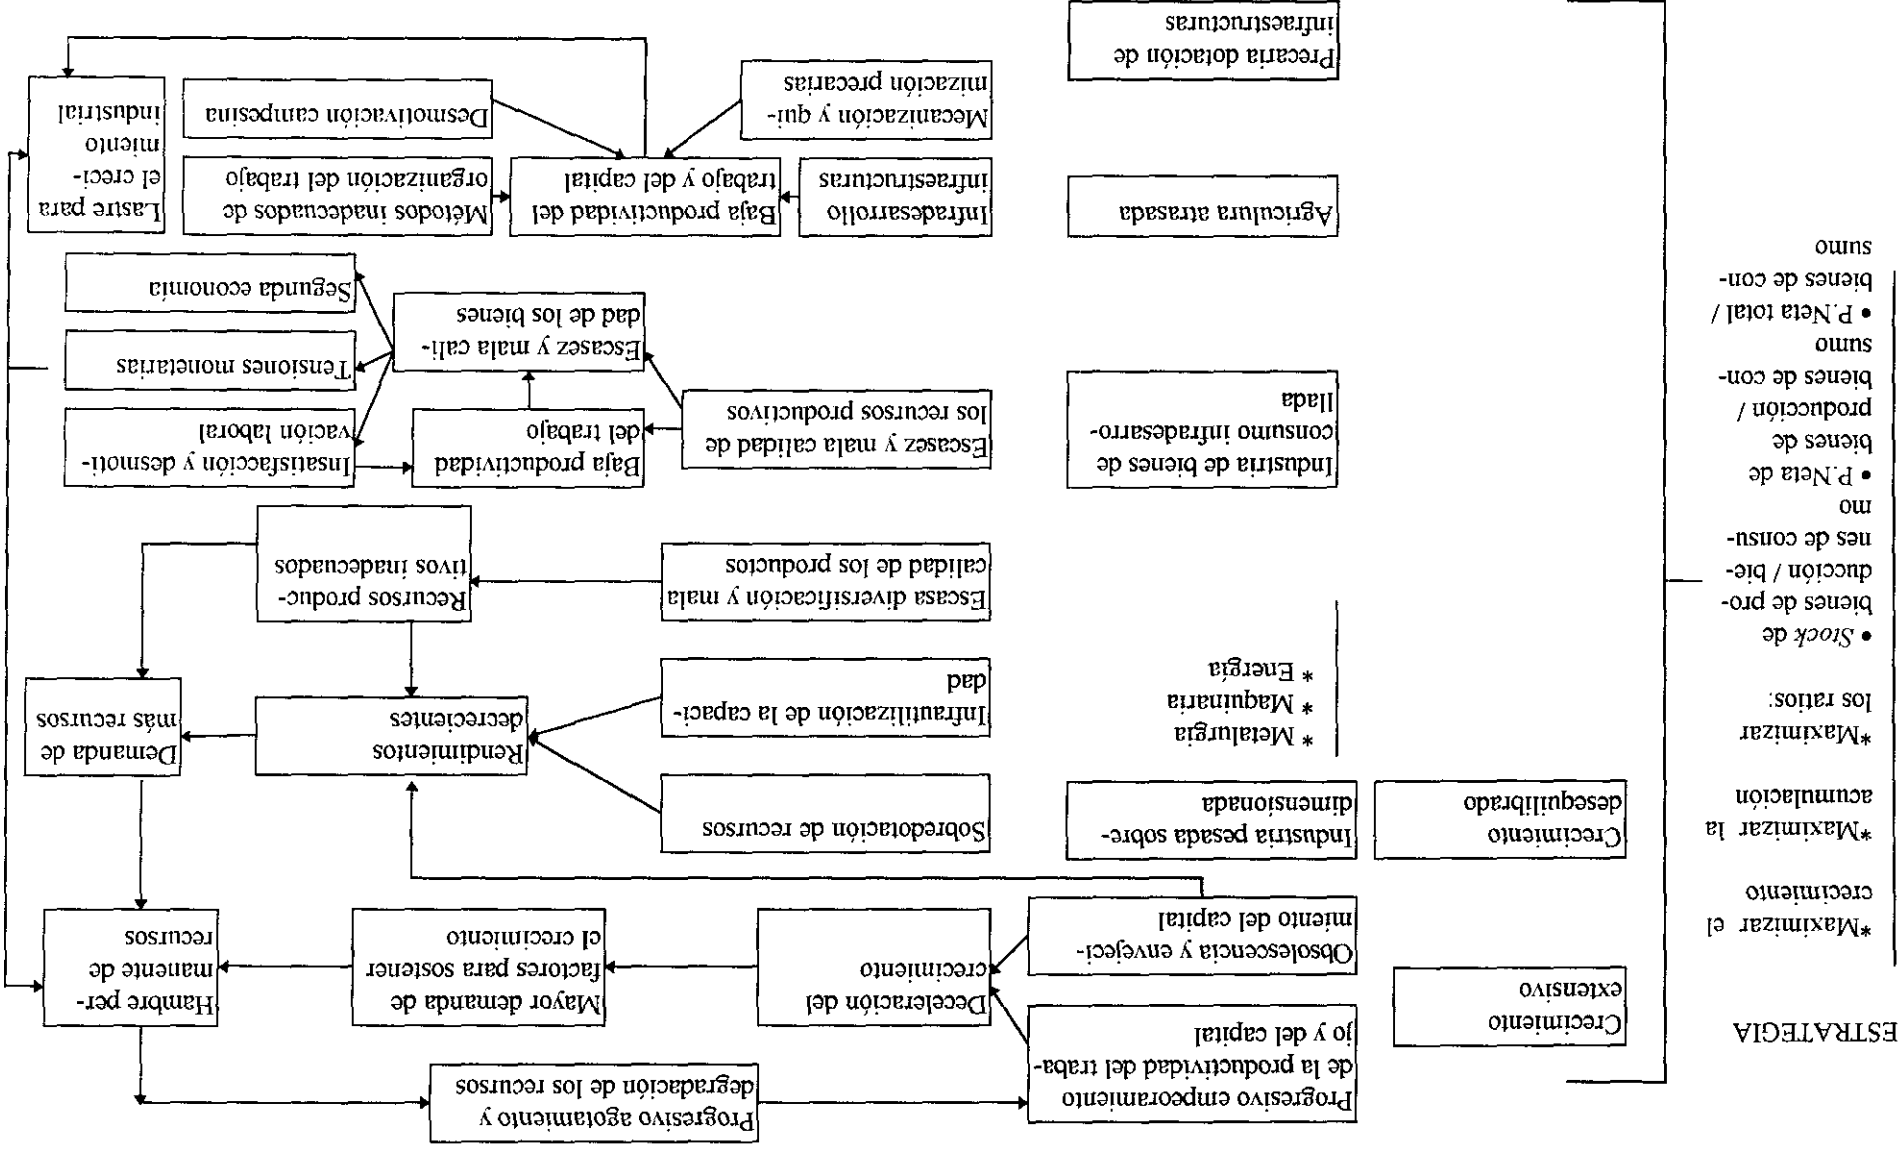 ESTRATEGIA
*Maximizar el
crecimiento
*Maximizar la
acumulación
*Maximizar
los ratios:
• Stock de
bienes de pro-
ducción / bie-
nes de consu-
mo
• P.Neta de
bienes de
producción /
bienes de con-
sumo
• P.Neta total /
bienes de con-
sumo
Crecimiento
extensivo
Progresivo empeoramiento
de la productividad del traba-
jo y del capital
Progresivo agotamiento y
degradación de los recursos
Obsolescencia y envejeci-
miento del capital
Deceleración del
crecimiento
Mayor demanda de
factores para sostener
el crecimiento
Hambre per-
manente de
recursos
Crecimiento
desequilibrado
Industria pesada sobre-
dimensionada
* Metalurgia
* Maquinaria
* Energía
Sobredotación de recursos
Infrautilización de la capaci-
dad
Escasa diversificación y mala
calidad de los productos
Rendimientos
decrecientes
Recursos produc-
tivos inadecuados
Demanda de
más recursos
Industria de bienes de
consumo infradesarro-
llada
Escasez y mala calidad de
los recursos productivos
Baja productividad
del trabajo
Escasez y mala cali-
dad de los bienes
Insatisfacción y desmoti-
vación laboral
Tensiones monetarias
Segunda economía
Agricultura atrasada
Infradesarrollo
infraestructuras
Mecanización y qui-
mización precarias
Baja productividad del
trabajo y del capital
Métodos inadecuados de
organización del trabajo
Desmotivación campesina
Lastre para
el creci-
miento
industrial
Precaria dotación de
infraestructuras